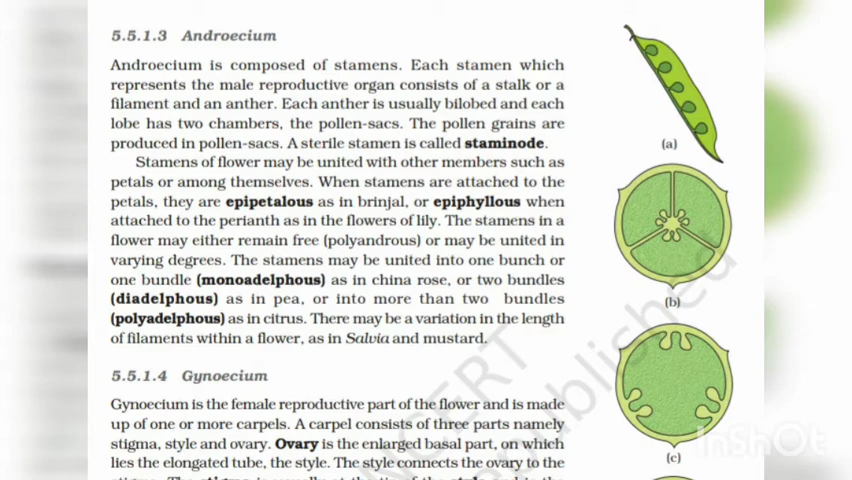 5.5.1.3 Androecium
Androecium is composed of stamens. Each stamen which
represents the male reproductive organ consists of a stalk or a
filament and an anther. Each anther is usually bilobed and each
lobe has two chambers, the pollen-sacs. The pollen grains are
produced in pollen-sacs. A sterile stamen is called staminode.
Stamens of flower may be united with other members such as
petals or among themselves. When stamens are attached to the
petals, they are epipetalous as in brinjal, or epiphyllous when
attached to the perianth as in the flowers of lily. The stamens in a
flower may either remain free (polyandrous) or may be united in
varying degrees. The stamens may be united into one bunch or
one bundle (monoadelphous) as in china rose, or two bundles
(diadelphous) as in pea, or into more than two bundles
(polyadelphous) as in citrus. There may be a variation in the length
of filaments within a flower, as in Salvia and mustard.
5.5.1.4 Gynoecium
Gynoecium is the female reproductive part of the flower and is made
up of one or more carpels. A carpel consists of three parts namely
stigma, style and ovary. Ovary is the enlarged basal part, on which
lies the elongated tube, the style. The style connects the ovary to the
(a)
(b)
(c)
NCERT
republished
InShOt